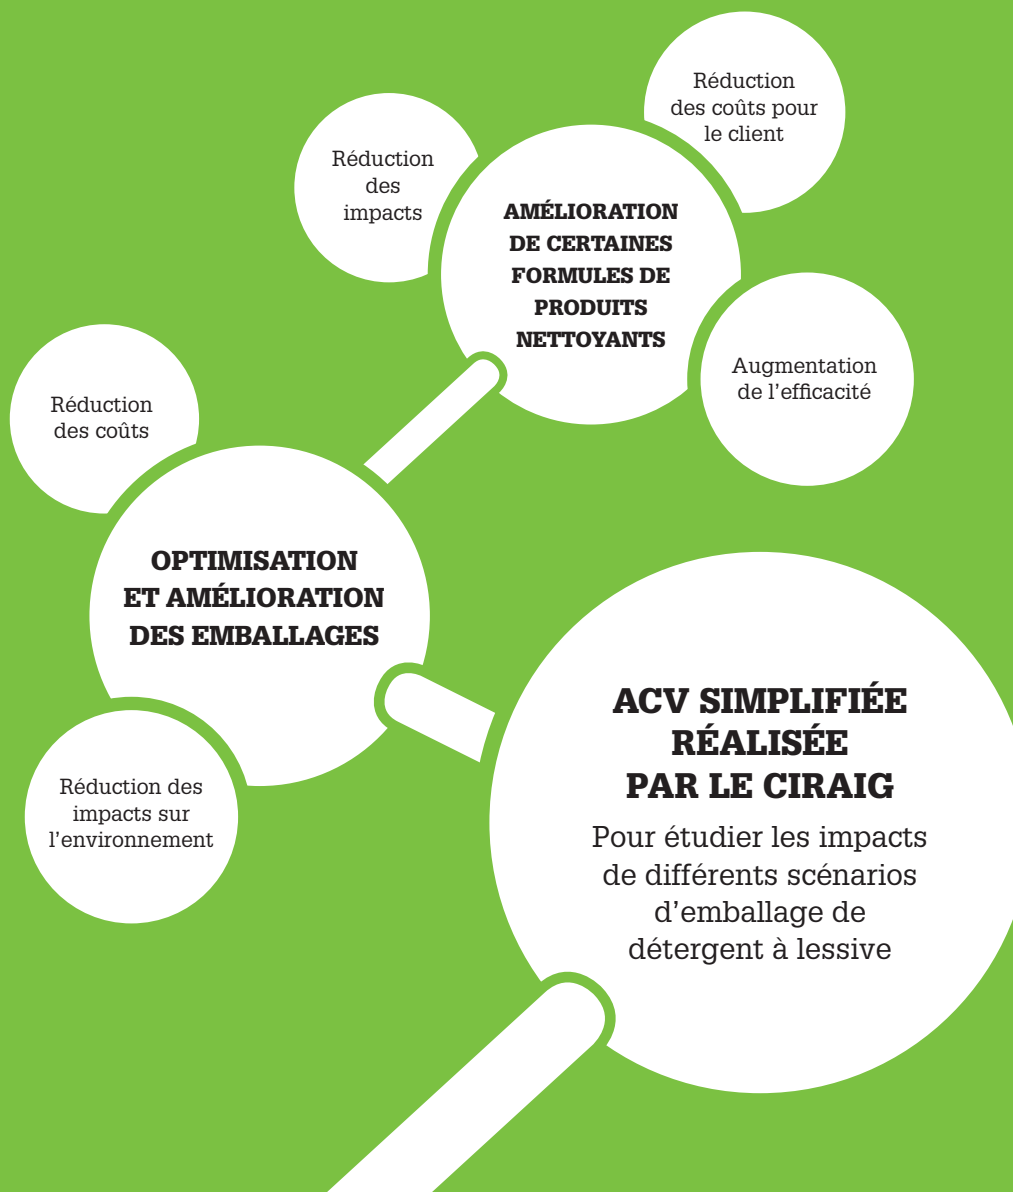 Réduction
des coûts pour
le client
Réduction
des
impacts
AMÉLIORATION
DE CERTAINES
FORMULES DE
PRODUITS
NETTOYANTS
Augmentation
de l’efficacité
Réduction
des coûts
OPTIMISATION
ET AMÉLIORATION
DES EMBALLAGES
Réduction des
impacts sur
l’environnement
ACV SIMPLIFIÉE
RÉALISÉE
PAR LE CIRAIG
Pour étudier les impacts
de différents scénarios
d’emballage de
détergent à lessive